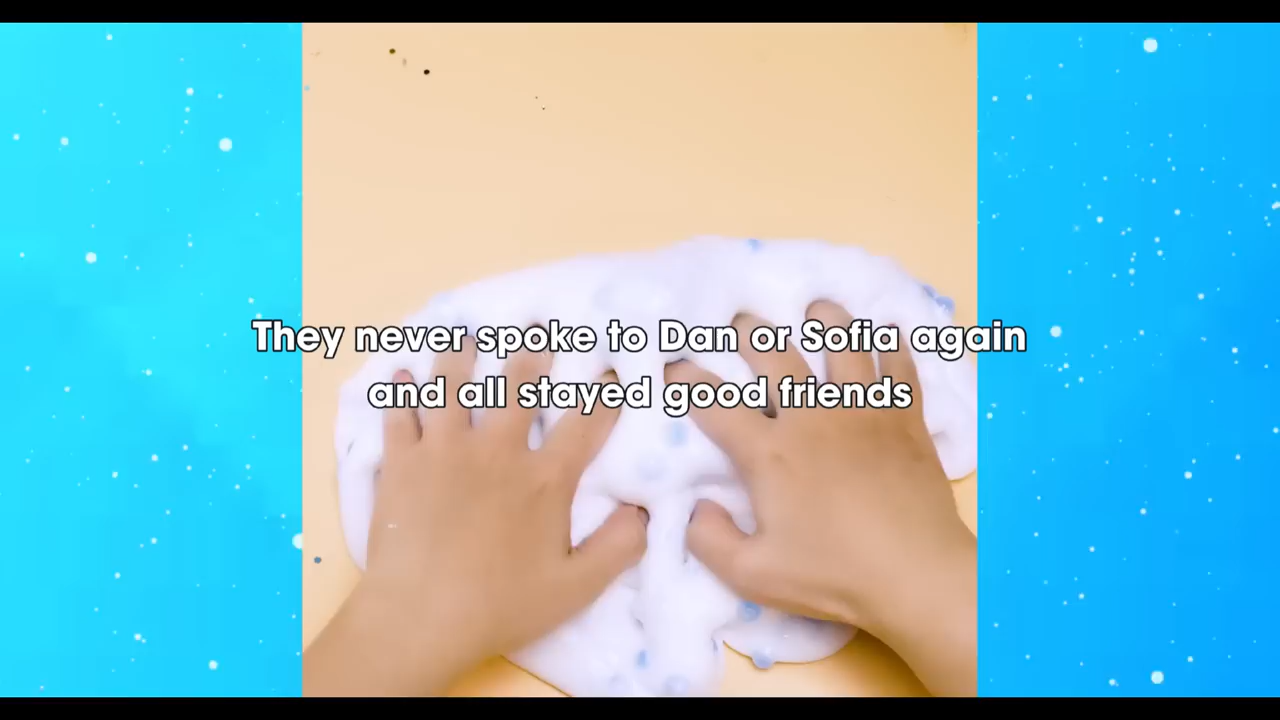 They never spoke to Dan or Sofia again
and all stayed good friends